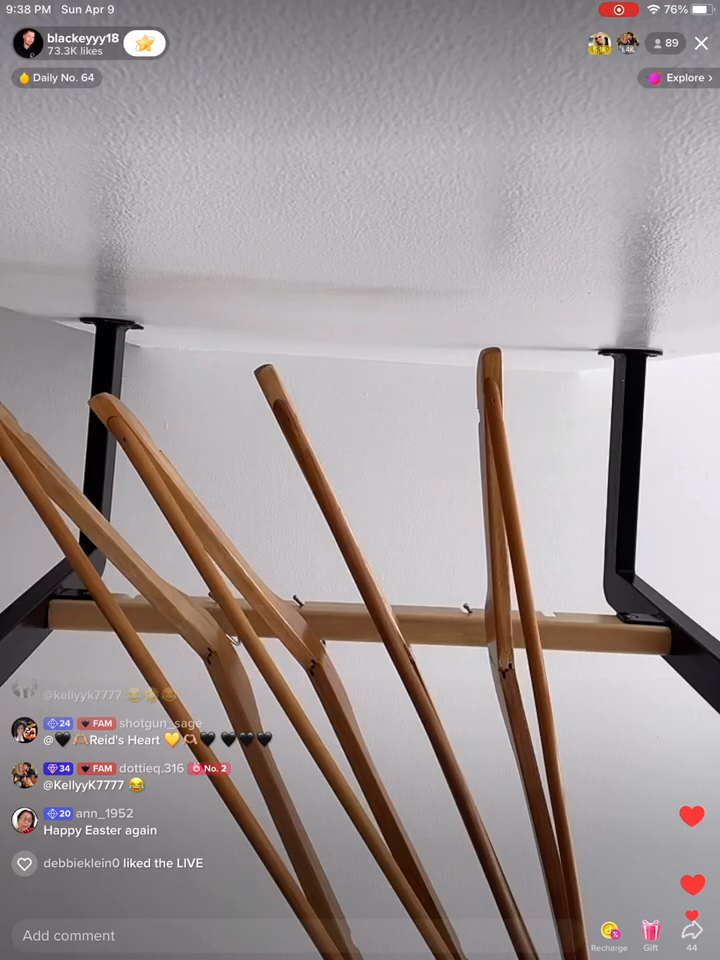 9:38 PM Sun Apr 9
76%
blackeyyy18
73.3K likes
1.4K
89
Daily No. 64
Explore >
@kellyyk7777 😂😂😂
24 FAM shotgun_sage
@🖤🫶🏽Reid's Heart 💛🫶🏽🖤 🖤🖤🖤
34 FAM dottieq.316 No. 2
@KellyyK7777 😂
20 ann_1952
Happy Easter again
debbieklein0 liked the LIVE
Add comment
Recharge
Gift
44